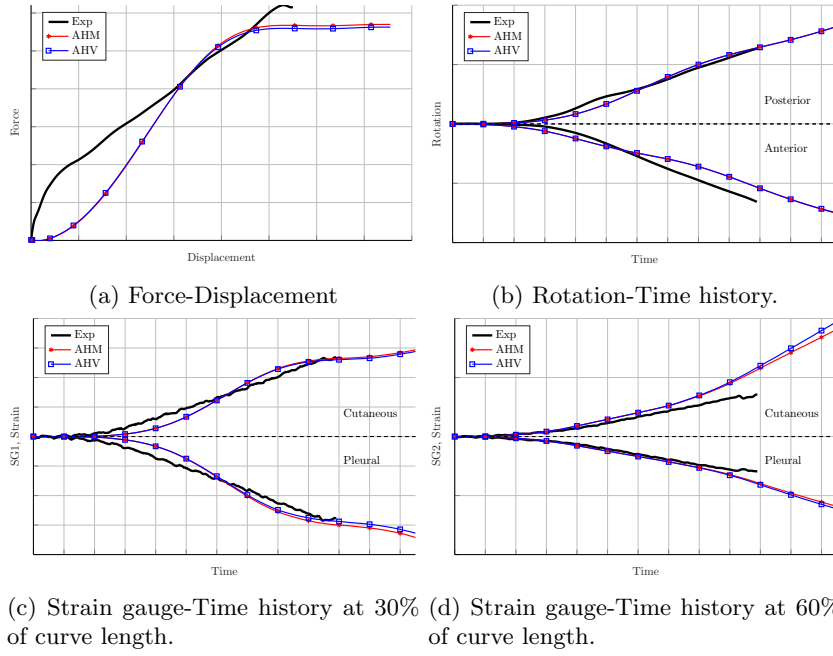 Exp
AHM
AHV
Force
Displacement
(a) Force-Displacement
Exp
AHM
AHV
Rotation
Posterior
Anterior
Time
(b) Rotation-Time history.
Exp
AHM
AHV
SG1, Strain
Cutaneous
Pleural
Time
(c) Strain gauge-Time history at 30%
of curve length.
Exp
AHM
AHV
SG2, Strain
Cutaneous
Pleural
Time
(d) Strain gauge-Time history at 60%
of curve length.